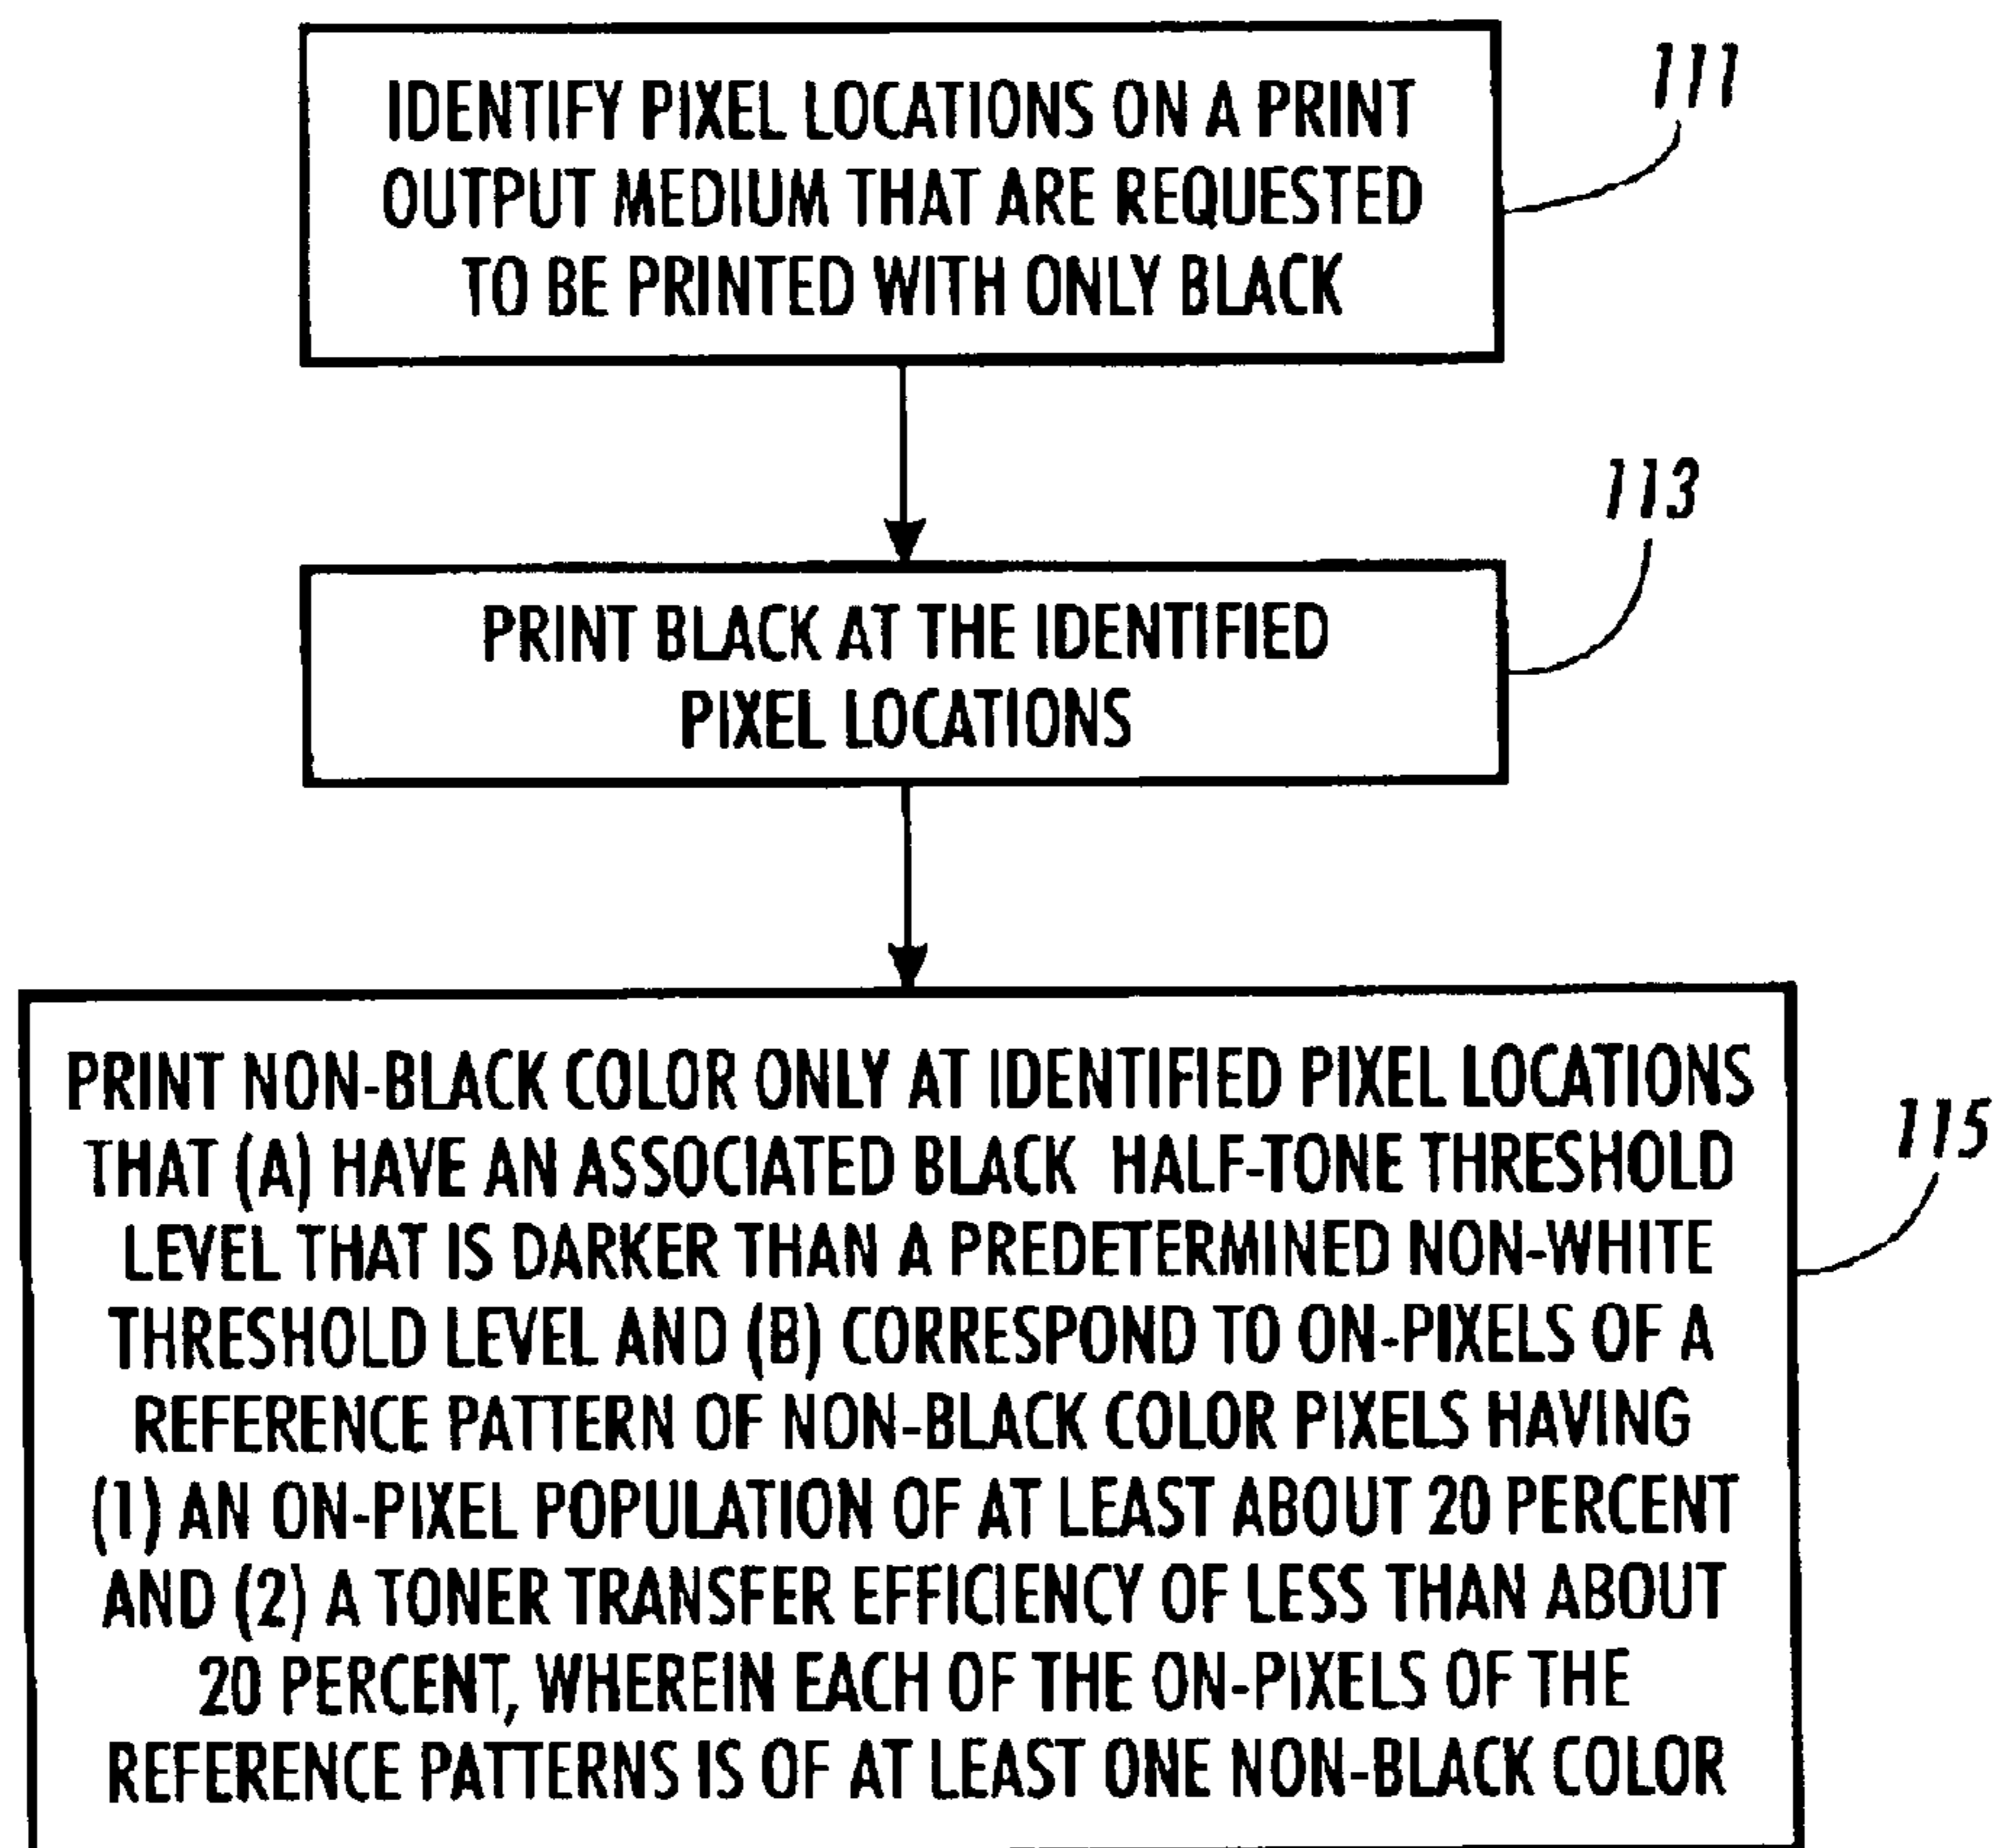 IDENTIFY PIXEL LOCATIONS ON A PRINT
OUTPUT MEDIUM THAT ARE REQUESTED
TO BE PRINTED WITH ONLY BLACK
111
PRINT BLACK AT THE IDENTIFIED
PIXEL LOCATIONS
113
PRINT NON-BLACK COLOR ONLY AT IDENTIFIED PIXEL LOCATIONS
THAT (A) HAVE AN ASSOCIATED BLACK HALF-TONE THRESHOLD
LEVEL THAT IS DARKER THAN A PREDETERMINED NON-WHITE
THRESHOLD LEVEL AND (B) CORRESPOND TO ON-PIXELS OF A
REFERENCE PATTERN OF NON-BLACK COLOR PIXELS HAVING
(1) AN ON-PIXEL POPULATION OF AT LEAST ABOUT 20 PERCENT
AND (2) A TONER TRANSFER EFFICIENCY OF LESS THAN ABOUT
20 PERCENT, WHEREIN EACH OF THE ON-PIXELS OF THE
REFERENCE PATTERNS IS OF AT LEAST ONE NON-BLACK COLOR
115